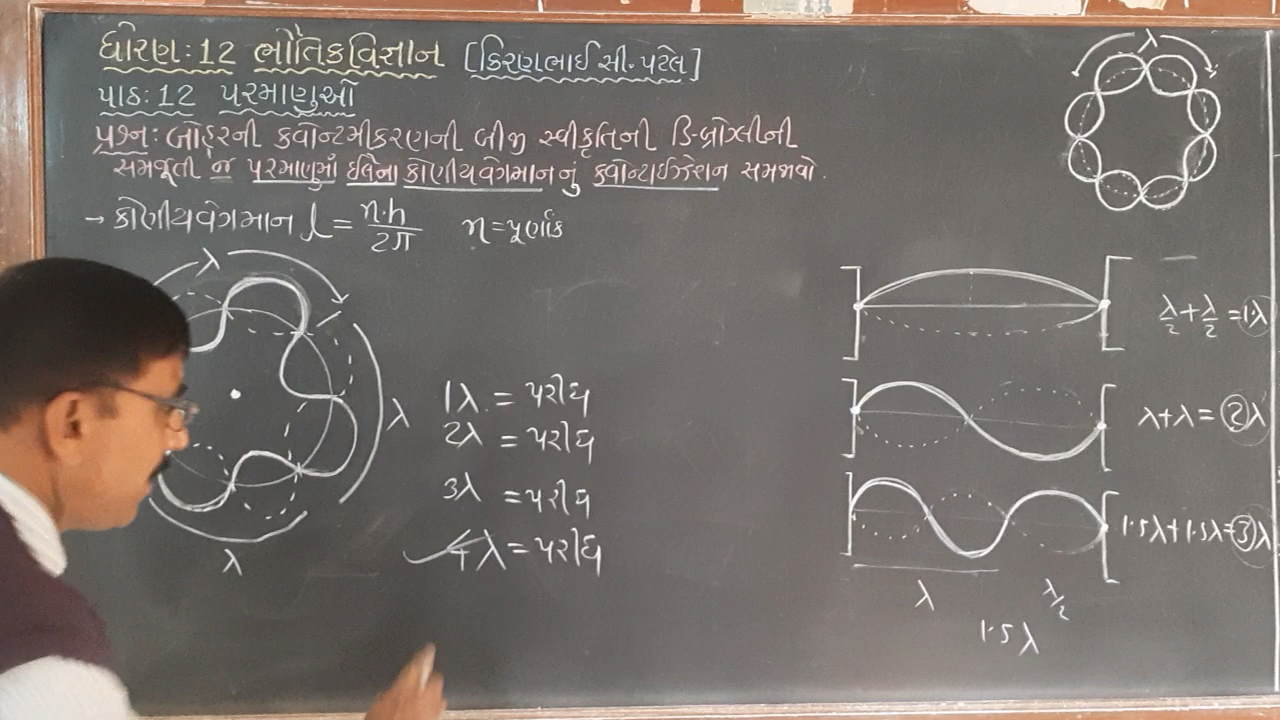 ધોરણ: 12 ભૌતિકવિજ્ઞાન [કિરણભાઈ સી. પટેલ]
પાઠ: 12 પરમાણુઓ
પ્રશ્ન: બોહરની ક્વોન્ટમીકરણની બીજી સ્વીકૃતિની ડિ-બ્રોગ્લીની
સમજૂતી જ પરમાણુમાં ઈલેના કોણીયવેગમાનનું ક્વોન્ટાઈઝેશન સમજાવો.
→ કોણીયવેગમાન l = n.h/2π n=પૂર્ણાંક
λ
λ
λ
λ
1λ = પરીઘ
2λ = પરીઘ
3λ = પરીઘ
4λ = પરીઘ
λ/2 + λ/2 = 1.λ
λ+λ = 2λ
1.5λ+1.5λ=3λ
λ λ/2
1.5λ